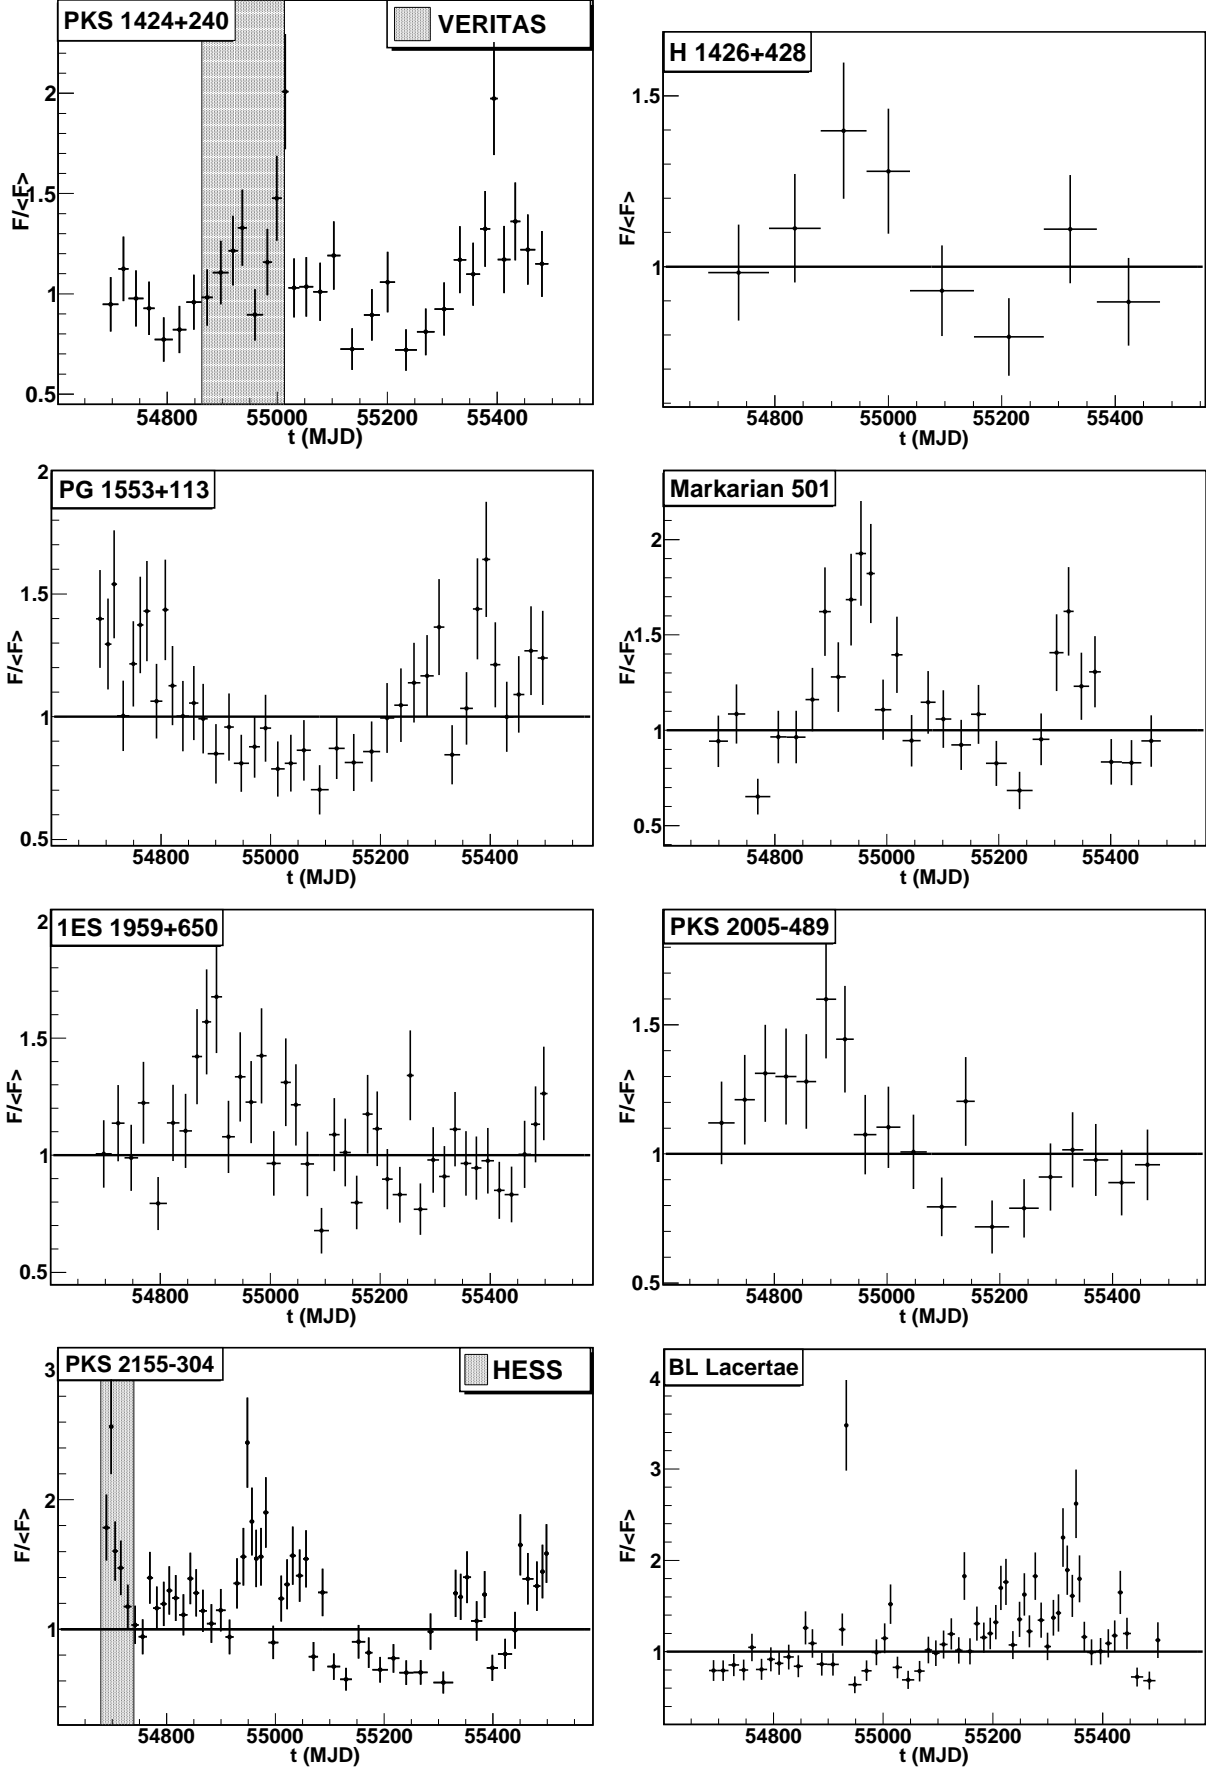 PKS 1424+240
VERITAS
F/<F>
2
1.5
1
0.5
54800 55000 55200 55400
t (MJD)
H 1426+428
F/<F>
1.5
1
54800 55000 55200 55400
t (MJD)
PG 1553+113
F/<F>
2
1.5
1
0.5
54800 55000 55200 55400
t (MJD)
Markarian 501
F/<F>
2
1.5
1
0.5
54800 55000 55200 55400
t (MJD)
1ES 1959+650
F/<F>
2
1.5
1
0.5
54800 55000 55200 55400
t (MJD)
PKS 2005-489
F/<F>
1.5
1
0.5
54800 55000 55200 55400
t (MJD)
PKS 2155-304
HESS
F/<F>
3
2
1
54800 55000 55200 55400
t (MJD)
BL Lacertae
F/<F>
4
3
2
1
54800 55000 55200 55400
t (MJD)